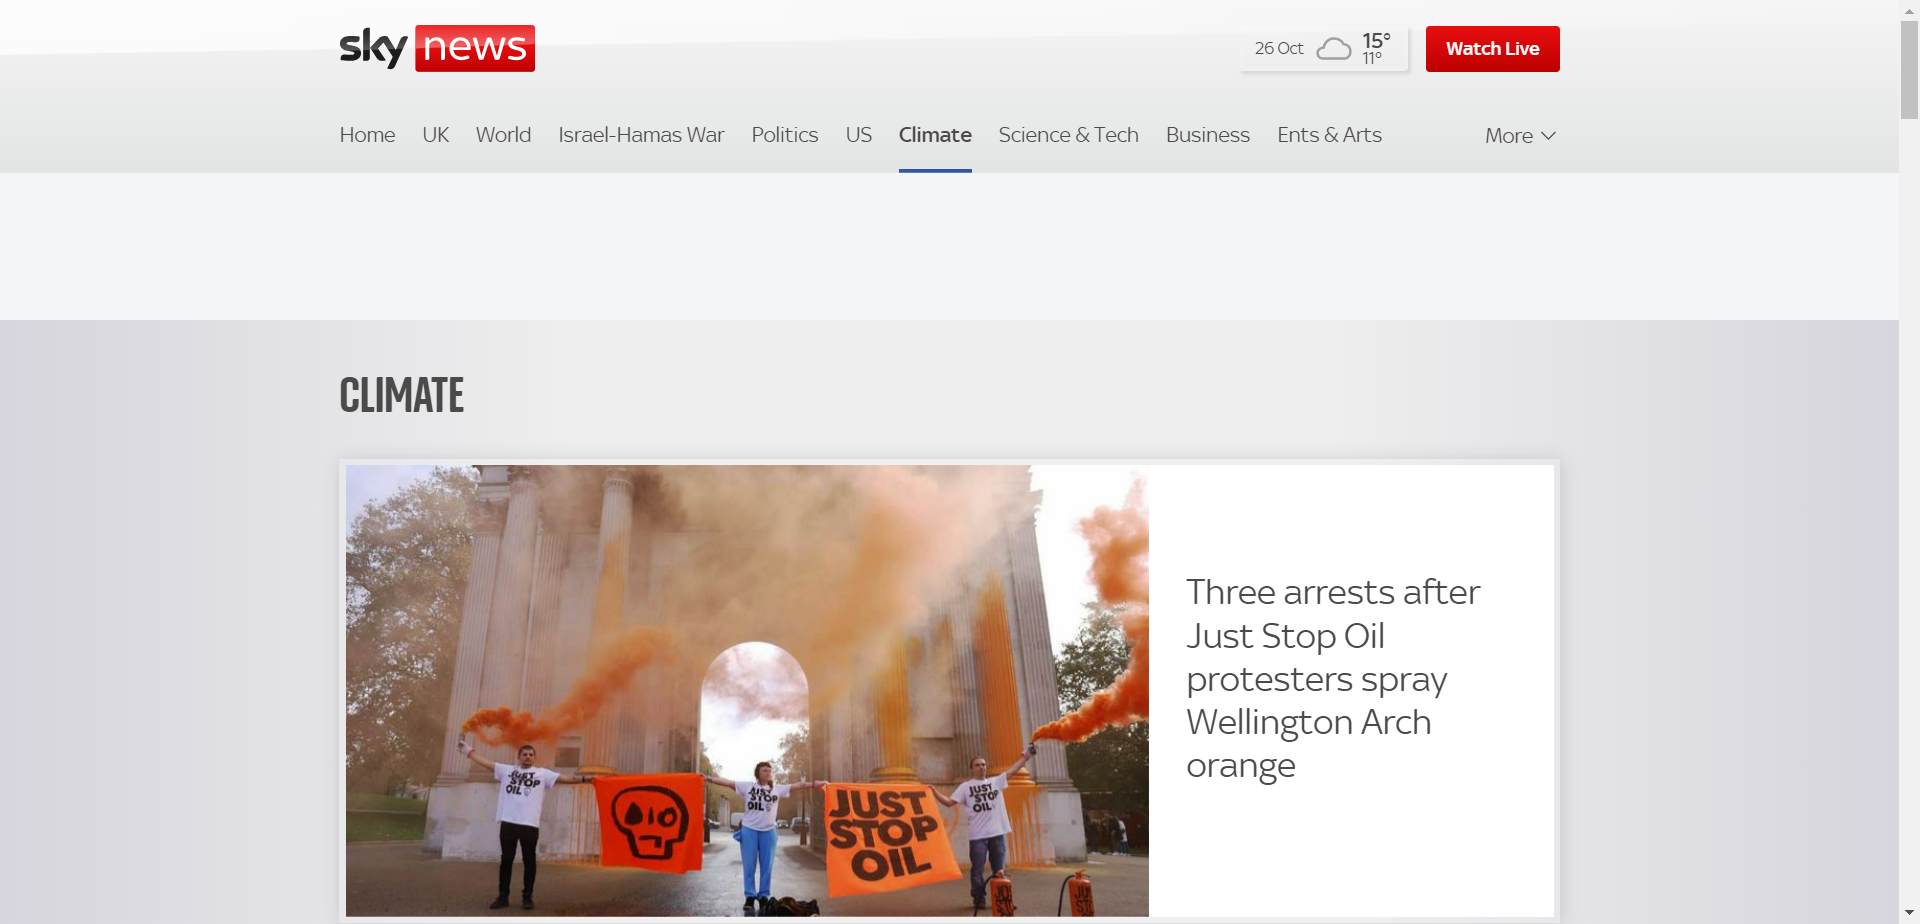 sky news
26 Oct
15°
11°
Watch Live
Home UK World Israel-Hamas War Politics US Climate Science & Tech Business Ents & Arts More
CLIMATE
Three arrests after
Just Stop Oil
protesters spray
Wellington Arch
orange
JUST
STOP
OIL
JUST
STOP
OIL
JUST
STOP
OIL
JUST
STOP
OIL